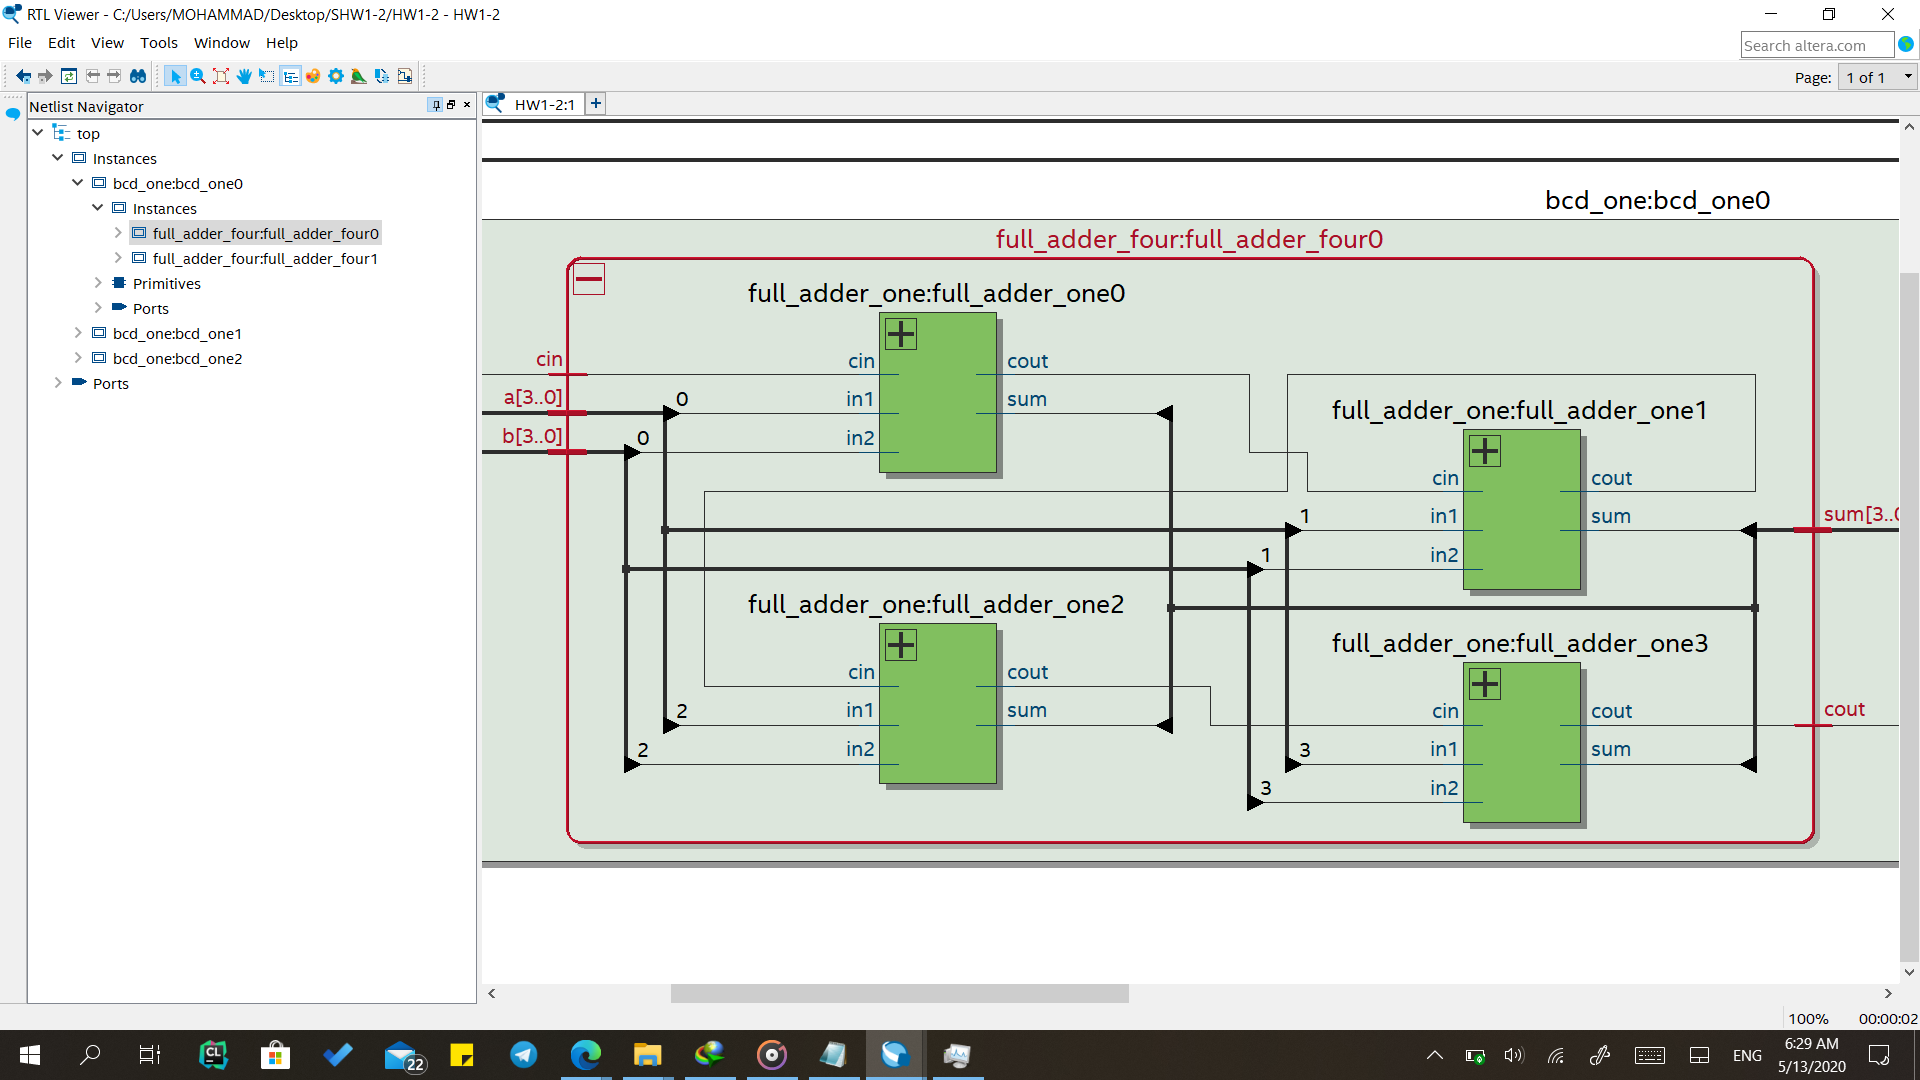 RTL Viewer - C:/Users/MOHAMMAD/Desktop/SHW1-2/HW1-2 - HW1-2
File Edit View Tools Window Help
Search altera.com
Page: 1 of 1
Netlist Navigator
HW1-2:1
top
Instances
bcd_one:bcd_one0
Instances
full_adder_four:full_adder_four0
full_adder_four:full_adder_four1
Primitives
Ports
bcd_one:bcd_one1
bcd_one:bcd_one2
Ports
bcd_one:bcd_one0
full_adder_four:full_adder_four0
full_adder_one:full_adder_one0
cin
a[3..0]
b[3..0]
0
0
cin
in1
in2
cout
sum
full_adder_one:full_adder_one1
1
1
cin
in1
in2
cout
sum
sum[3..0
full_adder_one:full_adder_one2
2
2
cin
in1
in2
cout
sum
full_adder_one:full_adder_one3
3
3
cin
in1
in2
cout
sum
cout
100% 00:00:02
22
ENG
6:29 AM
5/13/2020